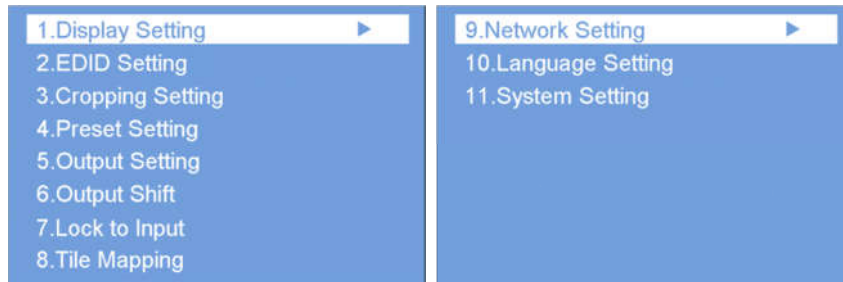 1.Display Setting
2.EDID Setting
3.Cropping Setting
4.Preset Setting
5.Output Setting
6.Output Shift
7.Lock to Input
8.Tile Mapping
9.Network Setting
10.Language Setting
11.System Setting